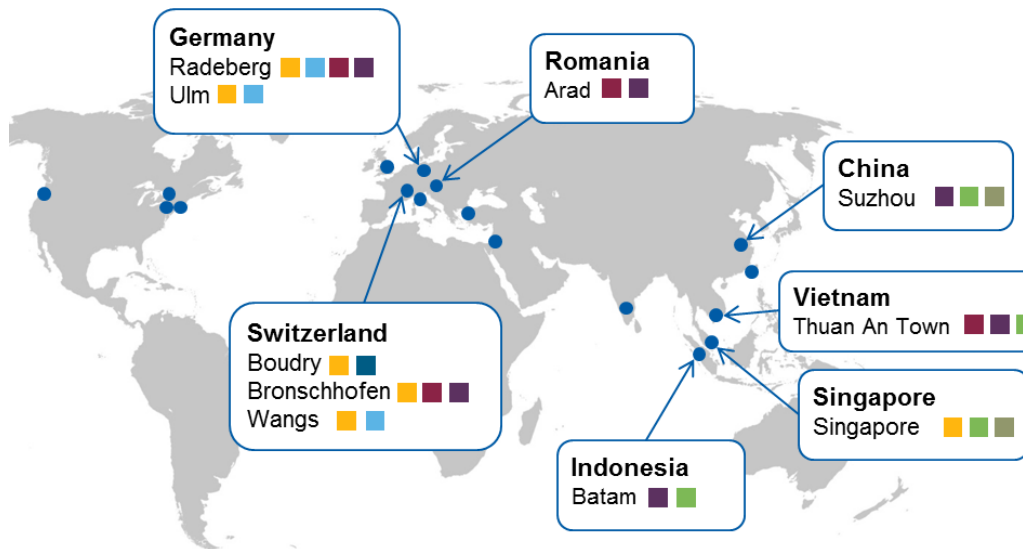 Germany
Radeberg
Ulm
Romania
Arad
China
Suzhou
Vietnam
Thuan An Town
Switzerland
Boudry
Bronschhofen
Wangs
Singapore
Singapore
Indonesia
Batam